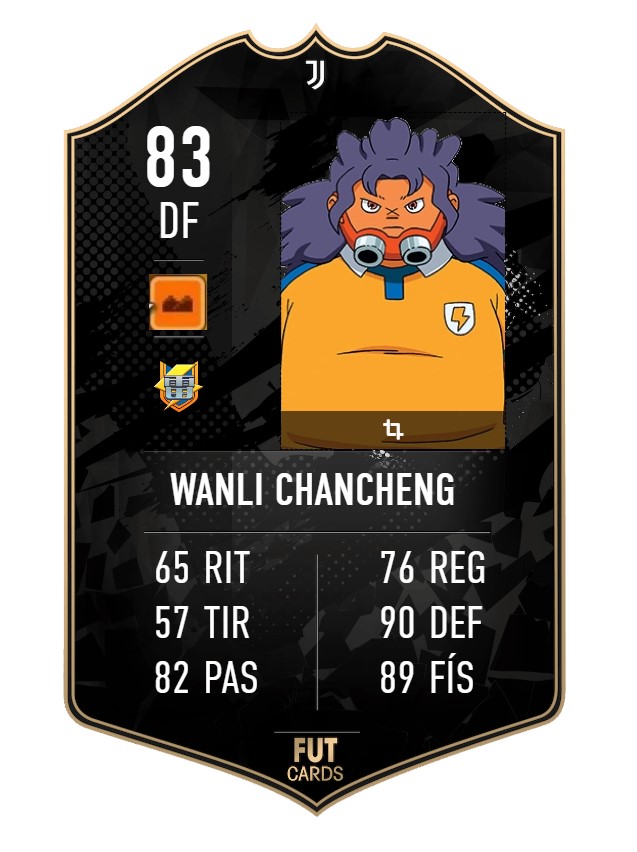 83
DF
WANLI CHANCHENG
65 RIT
57 TIR
82 PAS
76 REG
90 DEF
89 FÍS
FUT
CARDS